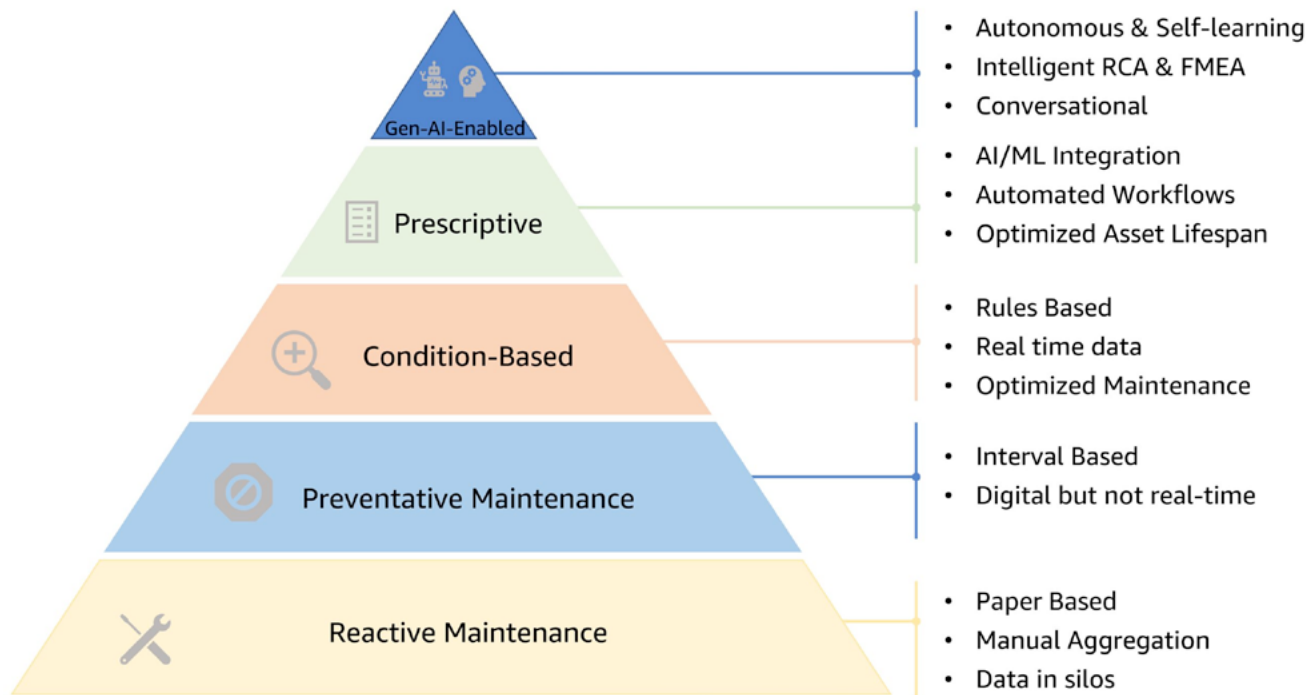 Gen-AI-Enabled
• Autonomous & Self-learning
• Intelligent RCA & FMEA
• Conversational
Prescriptive
• AI/ML Integration
• Automated Workflows
• Optimized Asset Lifespan
Condition-Based
• Rules Based
• Real time data
• Optimized Maintenance
Preventative Maintenance
• Interval Based
• Digital but not real-time
Reactive Maintenance
• Paper Based
• Manual Aggregation
• Data in silos